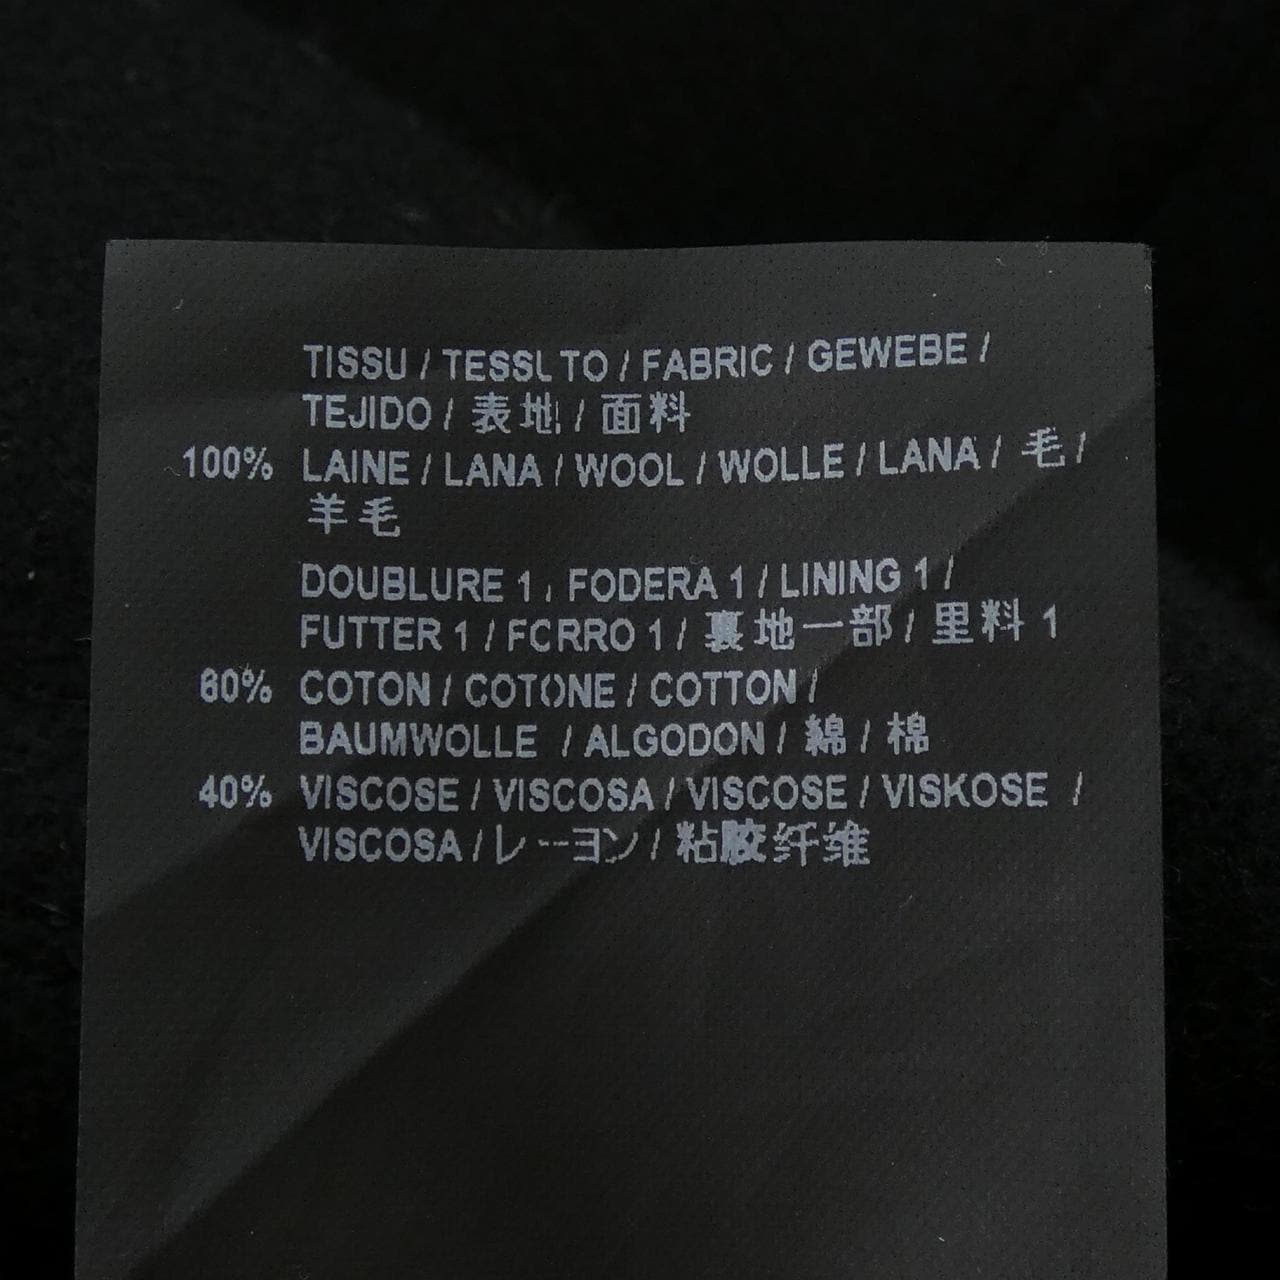 TISSU / TESSUTO / FABRIC / GEWEBE /
TEJIDO / 表地 / 面料
100% LAINE / LANA / WOOL / WOLLE / LANA / 毛 /
羊毛
DOUBLURE 1 / FODERA 1 / LINING 1 /
FUTTER 1 / FORRO 1 / 裏地一部 / 里料 1
60% COTON / COTONE / COTTON /
BAUMWOLLE / ALGODON / 綿 / 棉
40% VISCOSE / VISCOSA / VISCOSE / VISKOSE /
VISCOSA / レーヨン / 粘胶纤维